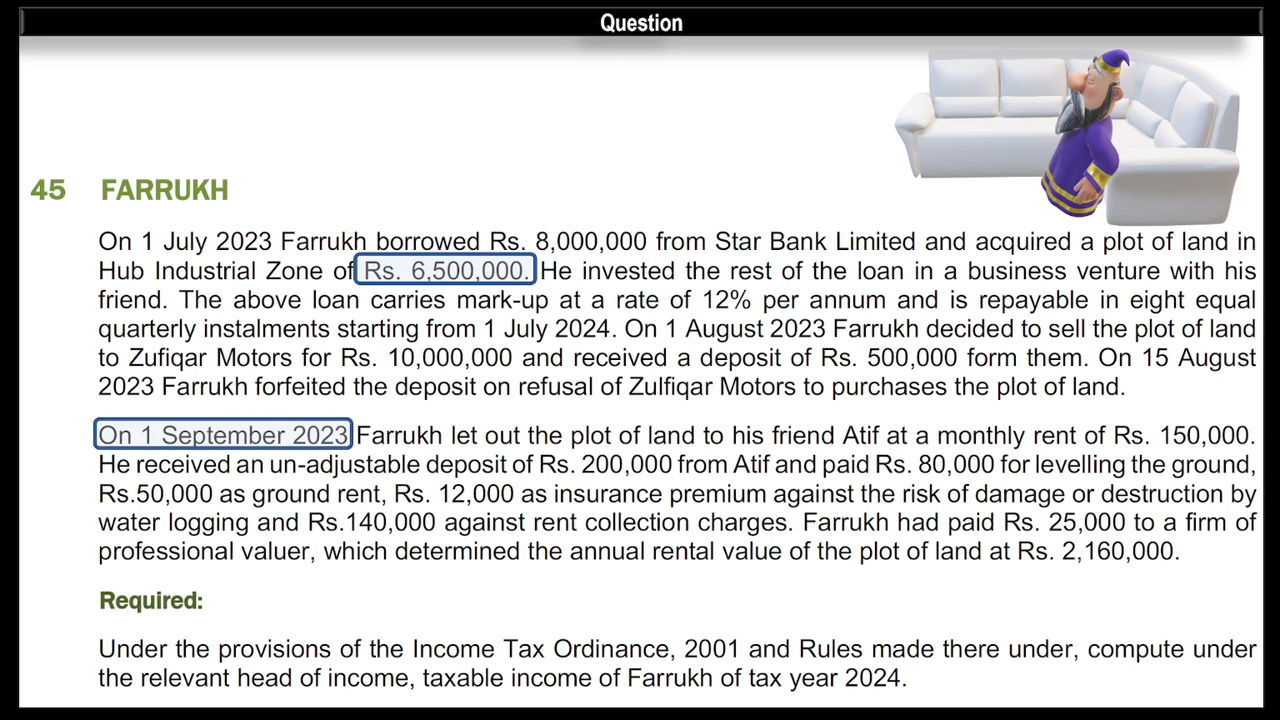 Question
45 FARRUKH
On 1 July 2023 Farrukh borrowed Rs. 8,000,000 from Star Bank Limited and acquired a plot of land in
Hub Industrial Zone of Rs. 6,500,000. He invested the rest of the loan in a business venture with his
friend. The above loan carries mark-up at a rate of 12% per annum and is repayable in eight equal
quarterly instalments starting from 1 July 2024. On 1 August 2023 Farrukh decided to sell the plot of land
to Zufiqar Motors for Rs. 10,000,000 and received a deposit of Rs. 500,000 form them. On 15 August
2023 Farrukh forfeited the deposit on refusal of Zulfiqar Motors to purchases the plot of land.
On 1 September 2023 Farrukh let out the plot of land to his friend Atif at a monthly rent of Rs. 150,000.
He received an un-adjustable deposit of Rs. 200,000 from Atif and paid Rs. 80,000 for levelling the ground,
Rs.50,000 as ground rent, Rs. 12,000 as insurance premium against the risk of damage or destruction by
water logging and Rs.140,000 against rent collection charges. Farrukh had paid Rs. 25,000 to a firm of
professional valuer, which determined the annual rental value of the plot of land at Rs. 2,160,000.
Required:
Under the provisions of the Income Tax Ordinance, 2001 and Rules made there under, compute under
the relevant head of income, taxable income of Farrukh of tax year 2024.